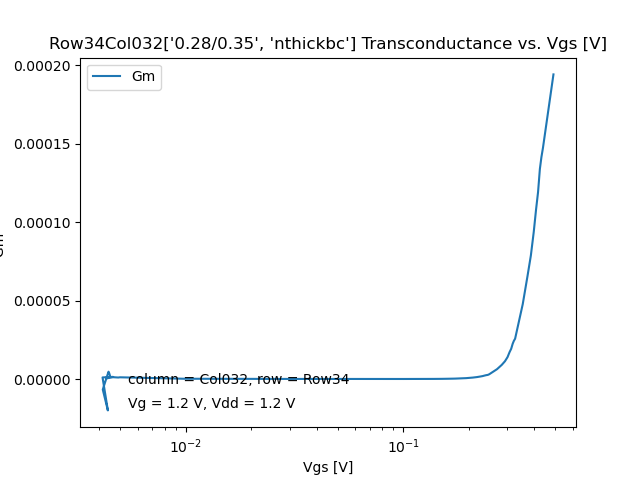 Row34Col032['0.28/0.35', 'nthickbc'] Transconductance vs. Vgs [V]
Gm
0.00020
0.00015
0.00010
0.00005
0.00000
Gm
column = Col032, row = Row34
Vg = 1.2 V, Vdd = 1.2 V
10⁻² 10⁻¹
Vgs [V]